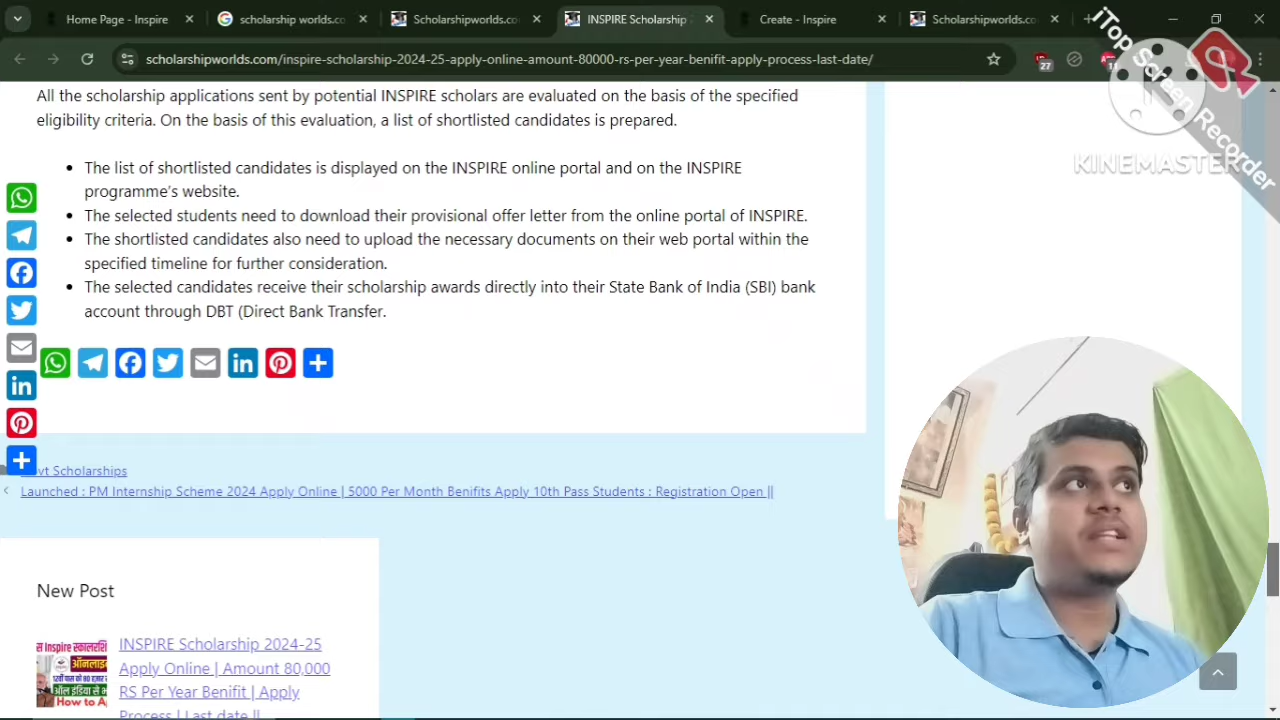 Home Page - Inspire
scholarship worlds.co
Scholarshipworlds.co
INSPIRE Scholarship
Create - Inspire
Scholarshipworlds.co
scholarshipworlds.com/inspire-scholarship-2024-25-apply-online-amount-80000-rs-per-year-benifit-apply-process-last-date/
27
11
iTop Screen Recorder
KINEMASTER
All the scholarship applications sent by potential INSPIRE scholars are evaluated on the basis of the specified
eligibility criteria. On the basis of this evaluation, a list of shortlisted candidates is prepared.
The list of shortlisted candidates is displayed on the INSPIRE online portal and on the INSPIRE
programme's website.
The selected students need to download their provisional offer letter from the online portal of INSPIRE.
The shortlisted candidates also need to upload the necessary documents on their web portal within the
specified timeline for further consideration.
The selected candidates receive their scholarship awards directly into their State Bank of India (SBI) bank
account through DBT (Direct Bank Transfer.
vt Scholarships
Launched : PM Internship Scheme 2024 Apply Online | 5000 Per Month Benifits Apply 10th Pass Students : Registration Open ||
New Post
स Inspire स्कालरशि
ऑनलाइ
How to A
INSPIRE Scholarship 2024-25
Apply Online | Amount 80,000
RS Per Year Benifit | Apply
Process | Last date ||